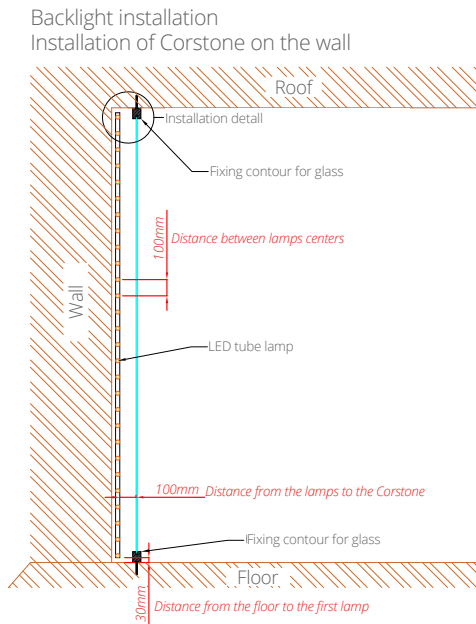 Backlight installation
Installation of Corstone on the wall
Roof
Installation detall
Fixing contour for glass
100mm
Distance between lamps centers
Wall
LED tube lamp
100mm Distance from the lamps to the Corstone
Fixing contour for glass
Floor
30mm
Distance from the floor to the first lamp